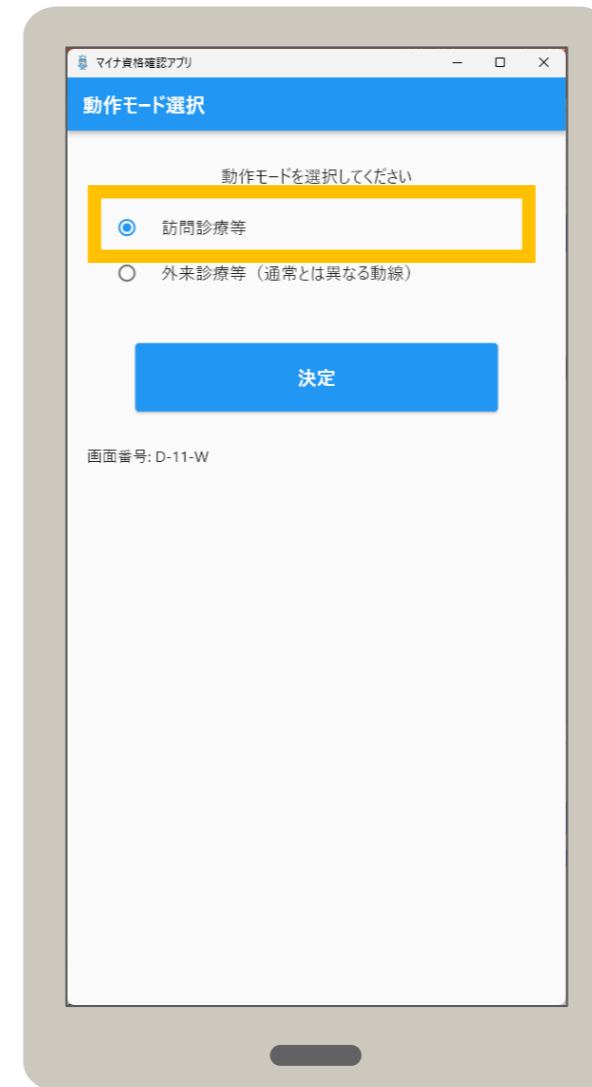 マイナ資格確認アプリ
動作モード選択
動作モードを選択してください
訪問診療等
外来診療等（通常とは異なる動線）
決定
画面番号: D-11-W